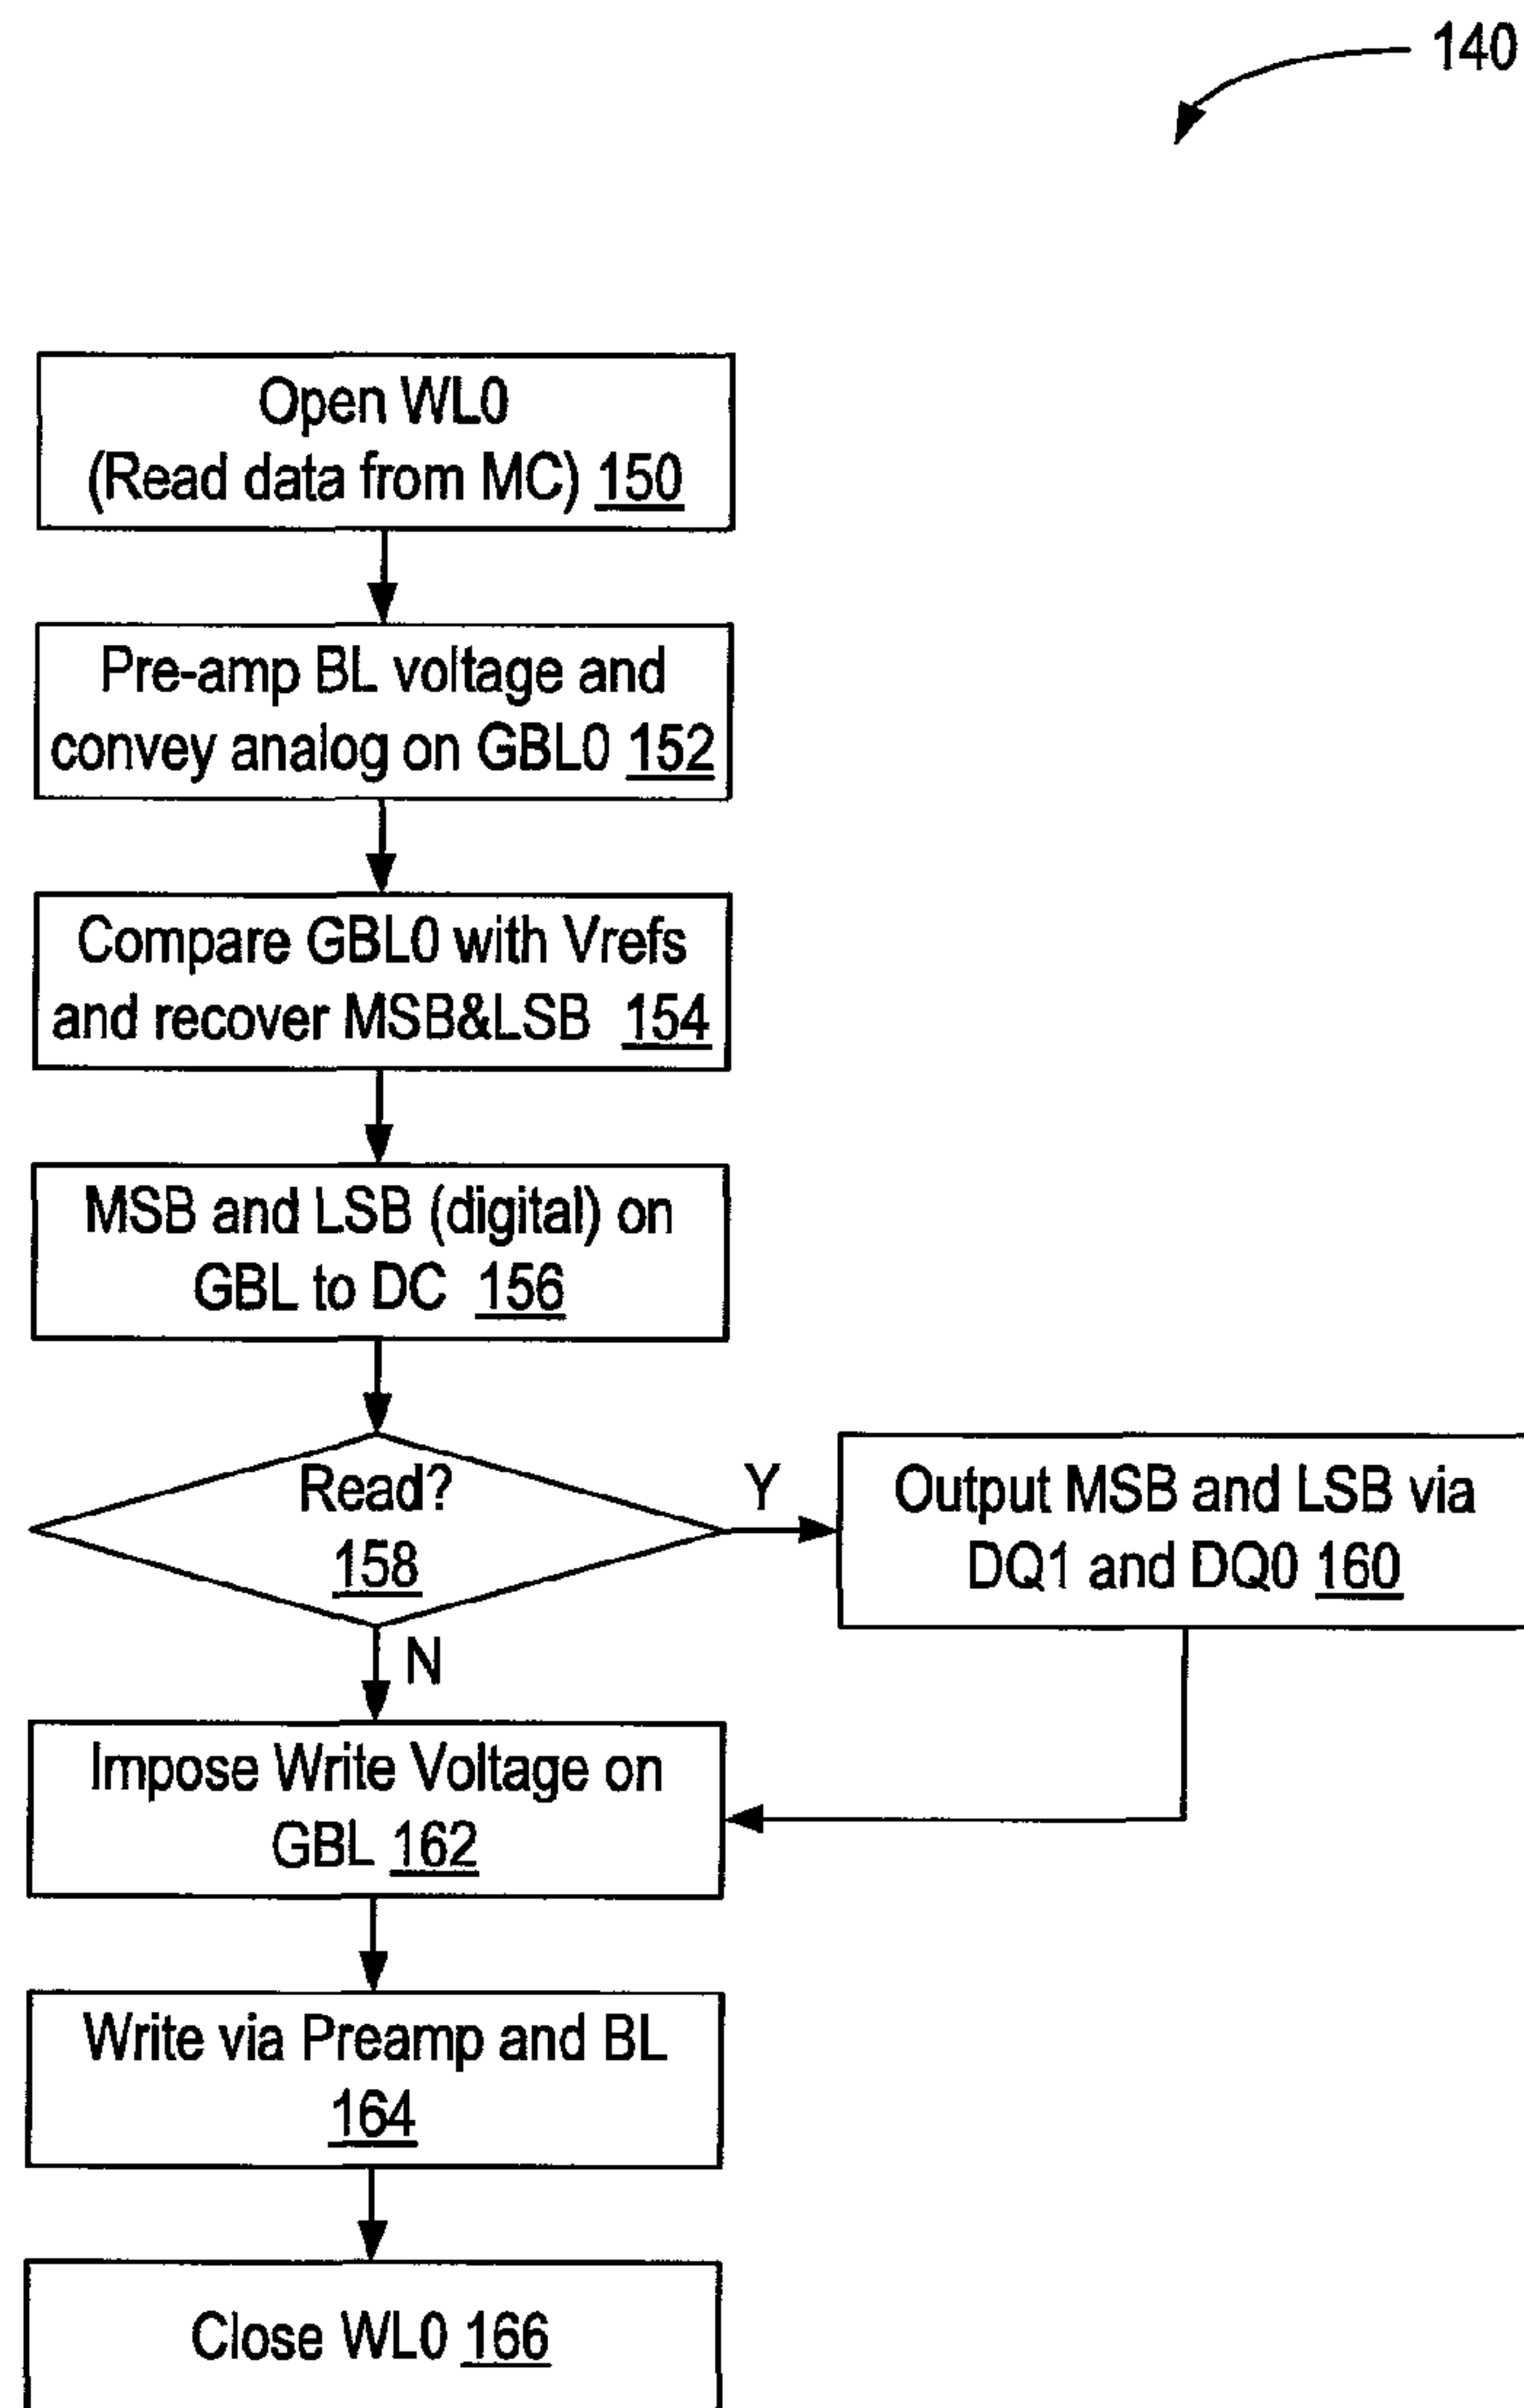 140
Open WL0
(Read data from MC) 150
Pre-amp BL voltage and
convey analog on GBL0 152
Compare GBL0 with Vrefs
and recover MSB&LSB 154
MSB and LSB (digital) on
GBL to DC 156
Read?
158
Y
Output MSB and LSB via
DQ1 and DQ0 160
N
Impose Write Voltage on
GBL 162
Write via Preamp and BL
164
Close WL0 166